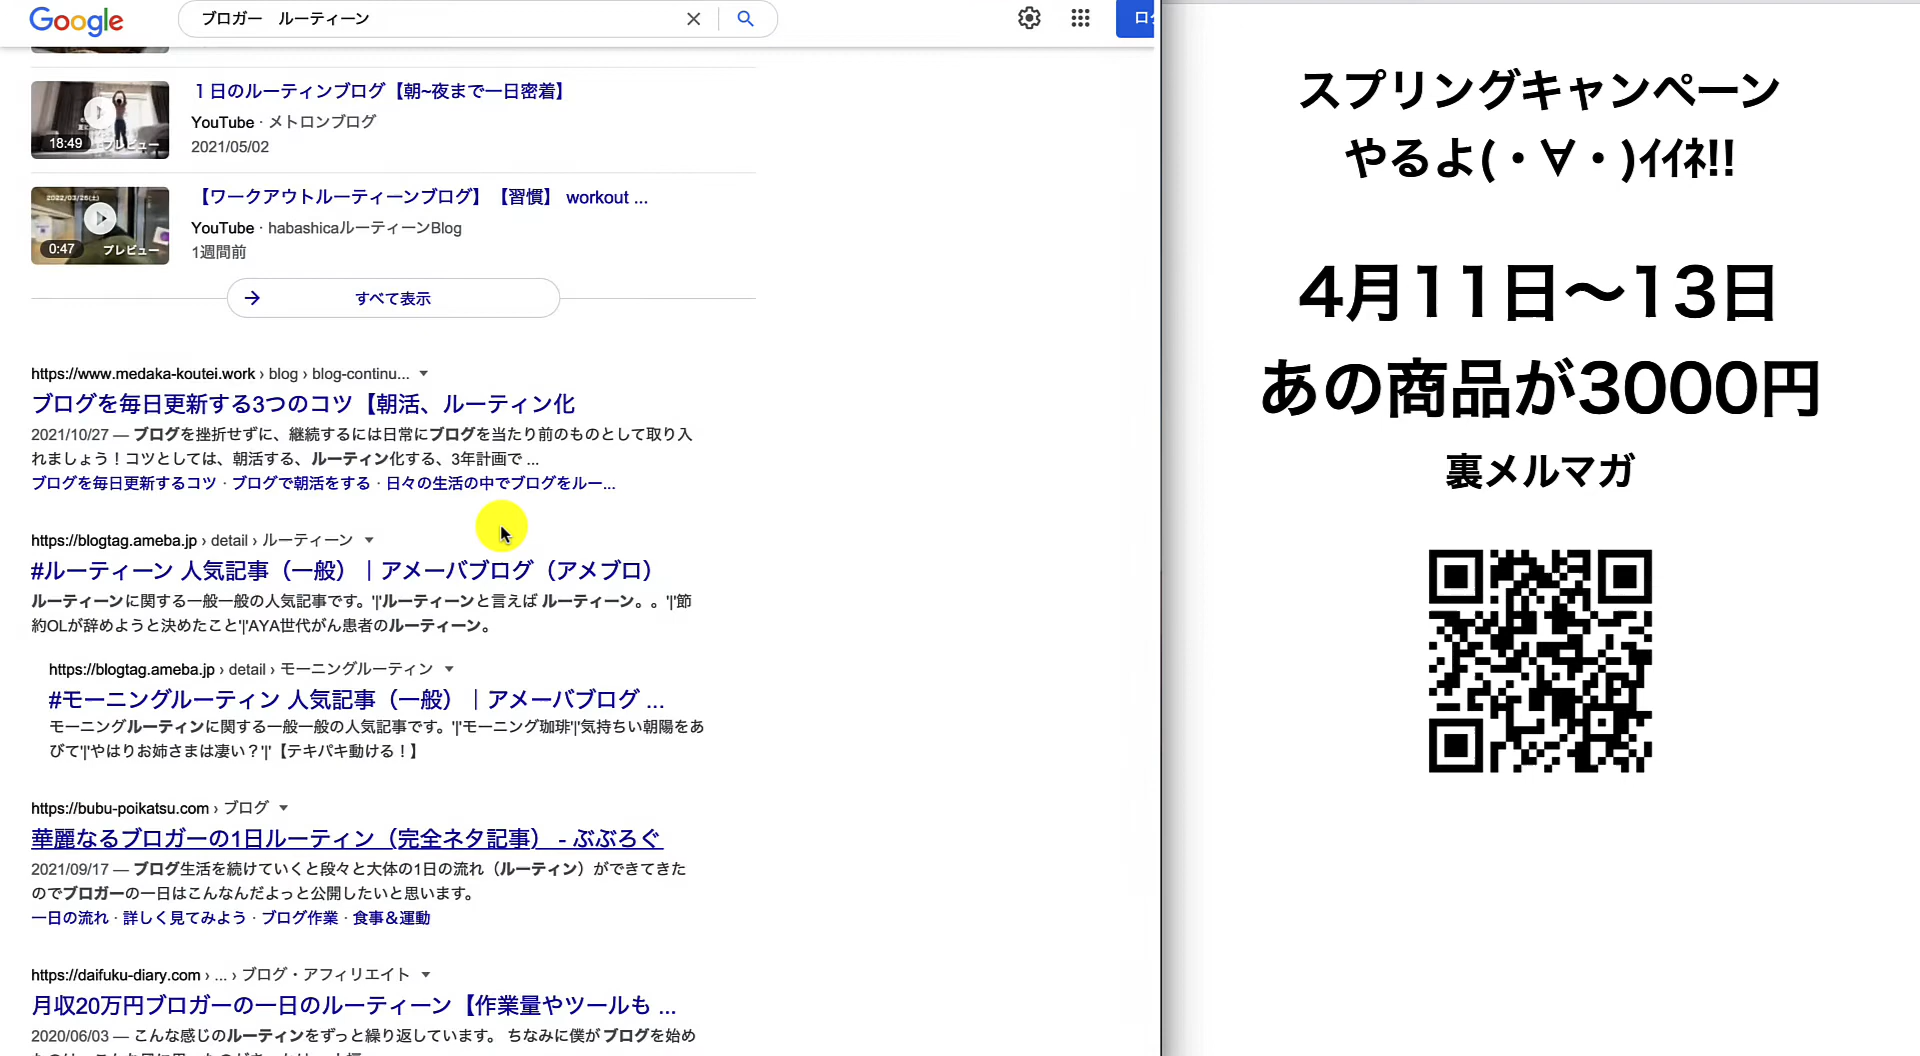 Google
ブロガー　ルーティーン
１日のルーティンブログ【朝~夜まで一日密着】
18:49
プレビュー
YouTube · メトロンブログ
2021/05/02
【ワークアウトルーティーンブログ】【習慣】 workout ...
2022/03/26(土)
0:47
プレビュー
YouTube · habashicaルーティーンBlog
1週間前
すべて表示
https://www.medaka-koutei.work › blog › blog-continu...
ブログを毎日更新する3つのコツ【朝活、ルーティン化
2021/10/27 — ブログを挫折せずに、継続するには日常にブログを当たり前のものとして取り入
れましょう！コツとしては、朝活する、ルーティン化する、3年計画で ...
ブログを毎日更新するコツ · ブログで朝活をする · 日々の生活の中でブログをルー...
https://blogtag.ameba.jp › detail › ルーティーン
#ルーティーン 人気記事（一般）｜アメーバブログ（アメブロ）
ルーティーンに関する一般一般の人気記事です。'|'ルーティーンと言えば ルーティーン。。'|'節
約OLが辞めようと決めたこと'|'AYA世代がん患者のルーティーン。
https://blogtag.ameba.jp › detail › モーニングルーティン
#モーニングルーティン 人気記事（一般）｜アメーバブログ ...
モーニングルーティンに関する一般一般の人気記事です。'|'モーニング珈琲'|'気持ちい朝陽をあ
びて'|'やはりお姉さまは凄い？'|'【テキパキ動ける！】
https://bubu-poikatsu.com › ブログ
華麗なるブロガーの1日ルーティン（完全ネタ記事） - ぶぶろぐ
2021/09/17 — ブログ生活を続けていくと段々と大体の1日の流れ（ルーティン）ができてきた
のでブロガーの一日はこんなんだよっと公開したいと思います。
一日の流れ · 詳しく見てみよう · ブログ作業 · 食事＆運動
https://daifuku-diary.com › ... › ブログ・アフィリエイト
月収20万円ブロガーの一日のルーティーン【作業量やツールも ...
2020/06/03 — こんな感じのルーティンをずっと繰り返しています。 ちなみに僕がブログを始め
スプリングキャンペーン
やるよ(・∀・)ｲｲﾈ!!
4月11日〜13日
あの商品が3000円
裏メルマガ